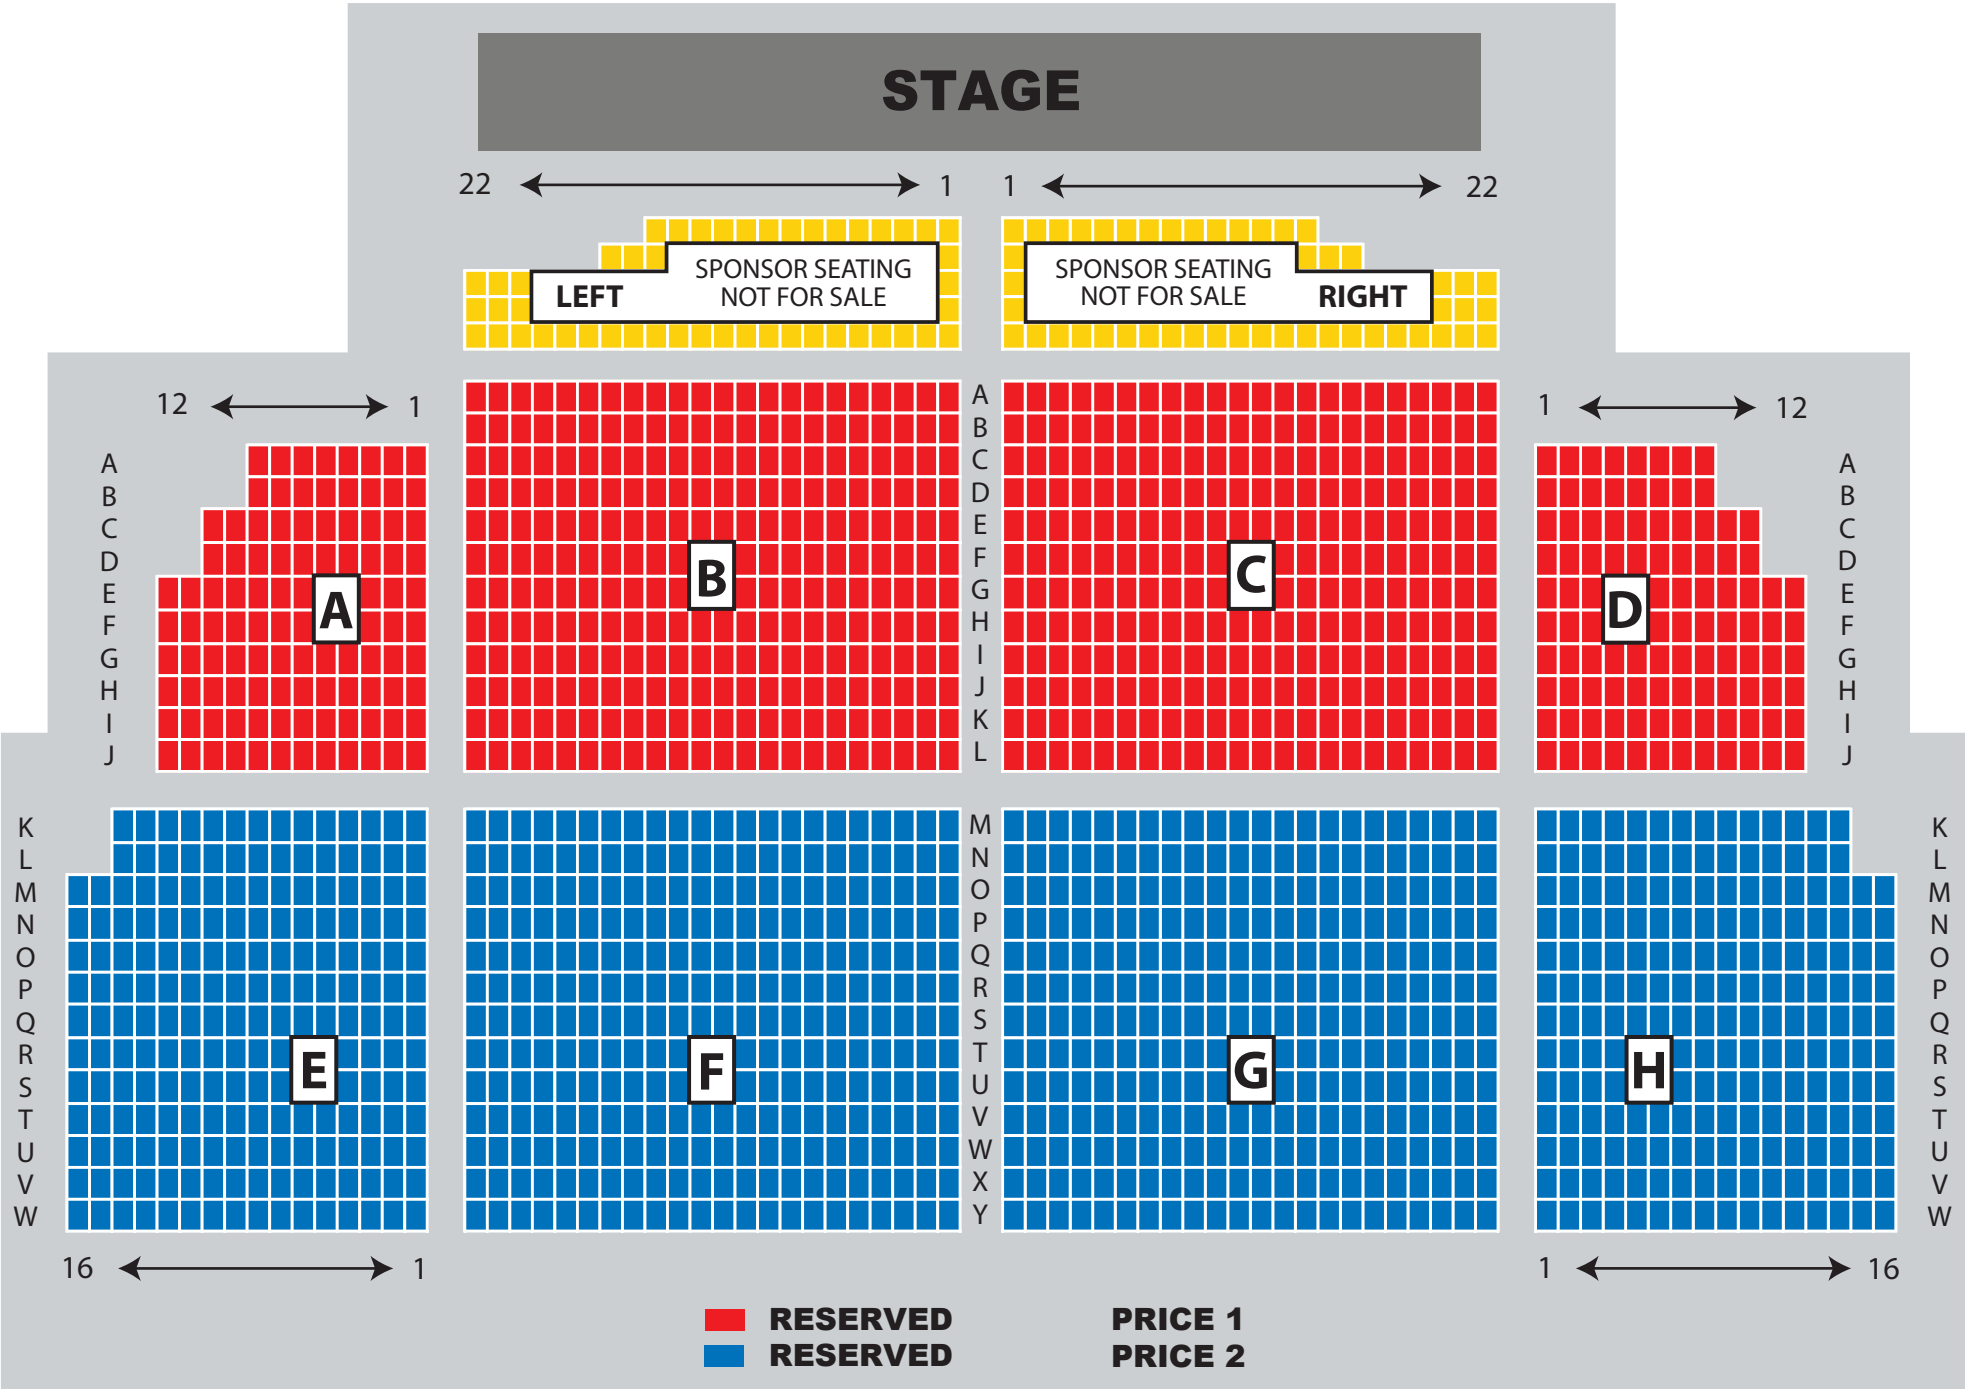 STAGE
22 1 1 22
SPONSOR SEATING
NOT FOR SALE
LEFT
SPONSOR SEATING
NOT FOR SALE
RIGHT
12 1
1 12
A
B
C
D
E
F
G
H
I
J
A
B
C
D
E
F
G
H
I
J
K
L
A
B
C
D
E
F
G
H
I
J
A
B
C
D
K
L
M
N
O
P
Q
R
S
T
U
V
W
M
N
O
P
Q
R
S
T
U
V
W
X
Y
K
L
M
N
O
P
Q
R
S
T
U
V
W
E
F
G
H
16 1
1 16
RESERVED PRICE 1
RESERVED PRICE 2